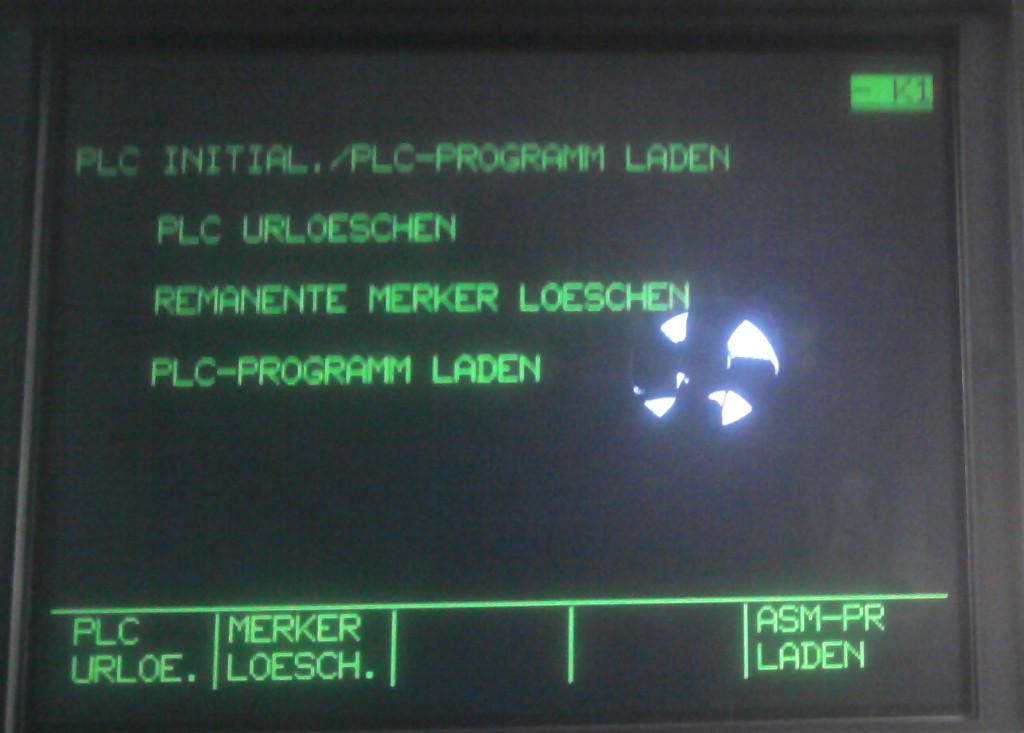 - K1
PLC INITIAL./PLC-PROGRAMM LADEN
PLC URLOESCHEN
REMANENTE MERKER LOESCHEN
PLC-PROGRAMM LADEN
PLC URLOE.
MERKER LOESCH.
ASM-PR LADEN